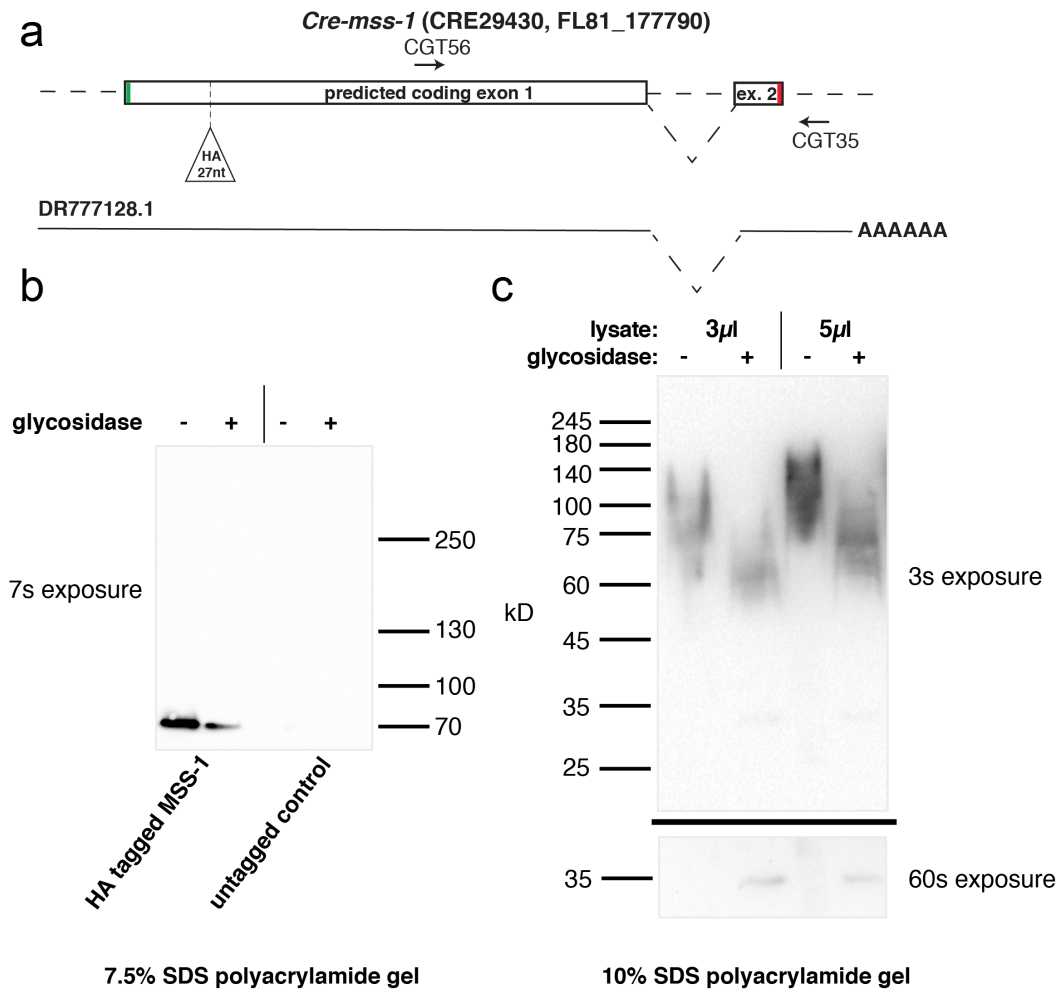 a
Cre-mss-1 (CRE29430, FL81_177790)
CGT56
predicted coding exon 1
ex. 2
CGT35
HA
27nt
DR777128.1
AAAAAA
b
glycosidase - + - +
7s exposure
250
130
100
70
HA tagged MSS-1
untagged control
7.5% SDS polyacrylamide gel
c
lysate: 3µl 5µl
glycosidase: - + - +
245
180
140
100
75
60
45
35
25
kD
3s exposure
35
60s exposure
10% SDS polyacrylamide gel